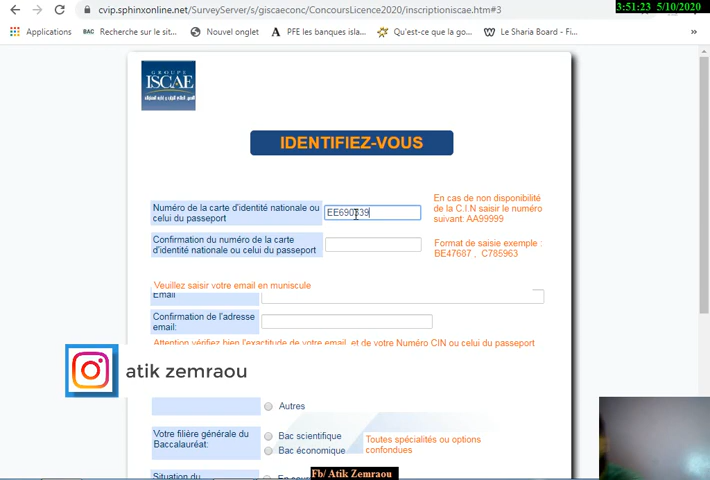 3:51:23 5/10/2020
cvip.sphinxonline.net/SurveyServer/s/giscaeconc/ConcoursLicence2020/inscriptioniscae.htm#3
Applications
BAC Recherche sur le sit...
Nouvel onglet
PFE les banques isla...
Qu'est-ce que la go...
Le Sharia Board - Fi...
»
GROUPE
ISCAE
IDENTIFIEZ-VOUS
Numéro de la carte d'identité nationale ou
celui du passeport
En cas de non disponibilité
de la C.I.N saisir le numéro
suivant: AA99999
Confirmation du numéro de la carte
d'identité nationale ou celui du passeport
Format de saisie exemple :
BE47687 , C785963
Veuillez saisir votre email en muniscule
Email
Confirmation de l'adresse
email:
Attention vérifiez bien l'exactitude de votre email, et de votre Numéro CIN ou celui du passeport
atik zemraou
Autres
Votre filière générale du
Baccalauréat:
Bac scientifique
Bac économique
Toutes spécialités ou options
confondues
Situation du
Fb/ Atik Zemraou